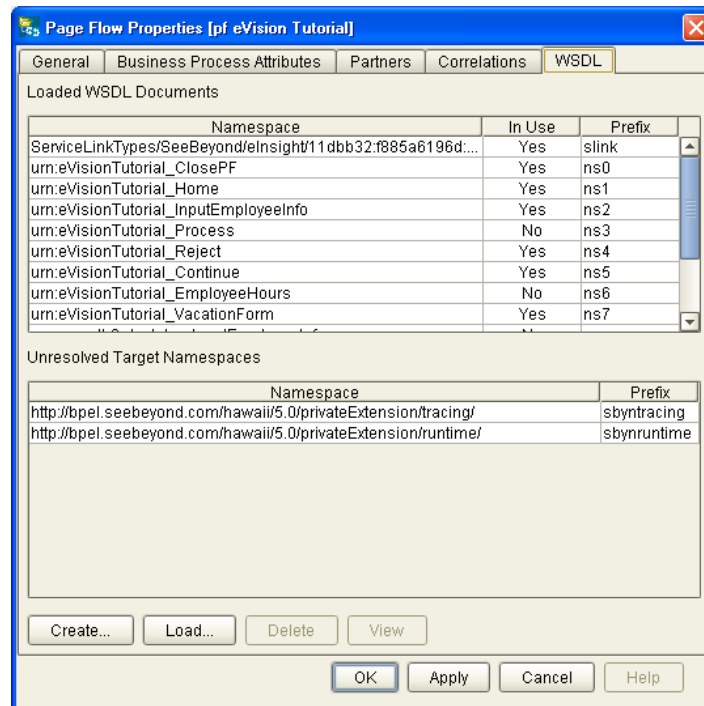 Page Flow Properties [pf eVision Tutorial]
General Business Process Attributes Partners Correlations WSDL
Loaded WSDL Documents
Namespace In Use Prefix
ServiceLinkTypes/SeeBeyond/eInsight/11dbb32:f885a6196d:... Yes slink
urn:eVisionTutorial_ClosePF Yes ns0
urn:eVisionTutorial_Home Yes ns1
urn:eVisionTutorial_InputEmployeeInfo Yes ns2
urn:eVisionTutorial_Process No ns3
urn:eVisionTutorial_Reject Yes ns4
urn:eVisionTutorial_Continue Yes ns5
urn:eVisionTutorial_EmployeeHours No ns6
urn:eVisionTutorial_VacationForm Yes ns7
Unresolved Target Namespaces
Namespace Prefix
http://bpel.seebeyond.com/hawaii/5.0/privateExtension/tracing/ sbyntracing
http://bpel.seebeyond.com/hawaii/5.0/privateExtension/runtime/ sbynruntime
Create... Load... Delete View
OK Apply Cancel Help